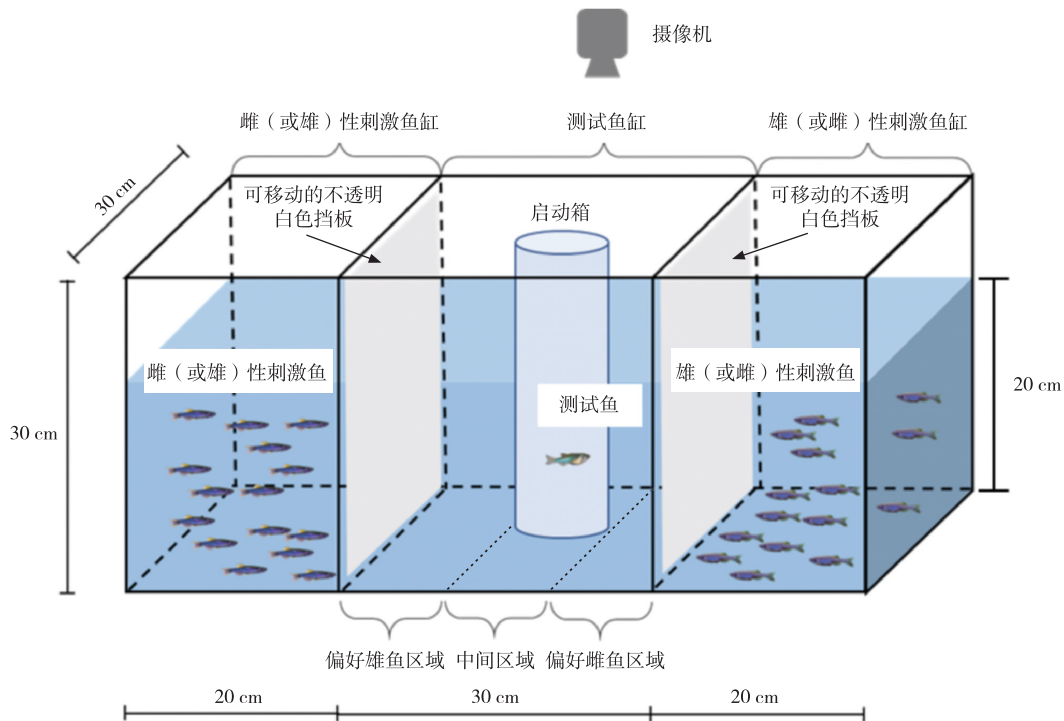 摄像机
雌（或雄）性刺激鱼缸
测试鱼缸
雄（或雌）性刺激鱼缸
30 cm
可移动的不透明
白色挡板
启动箱
可移动的不透明
白色挡板
雌（或雄）性刺激鱼
雄（或雌）性刺激鱼
测试鱼
20 cm
30 cm
偏好雄鱼区域
中间区域
偏好雌鱼区域
20 cm
30 cm
20 cm